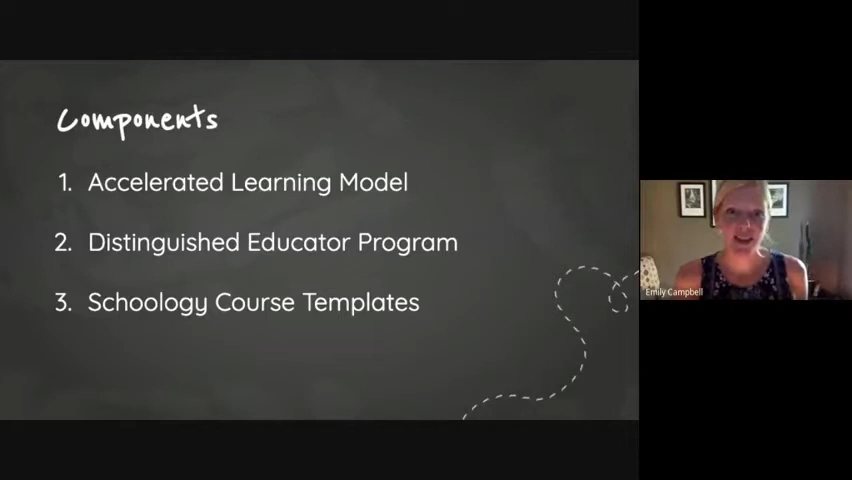 Components
1. Accelerated Learning Model
2. Distinguished Educator Program
3. Schoology Course Templates
Emily Campbell